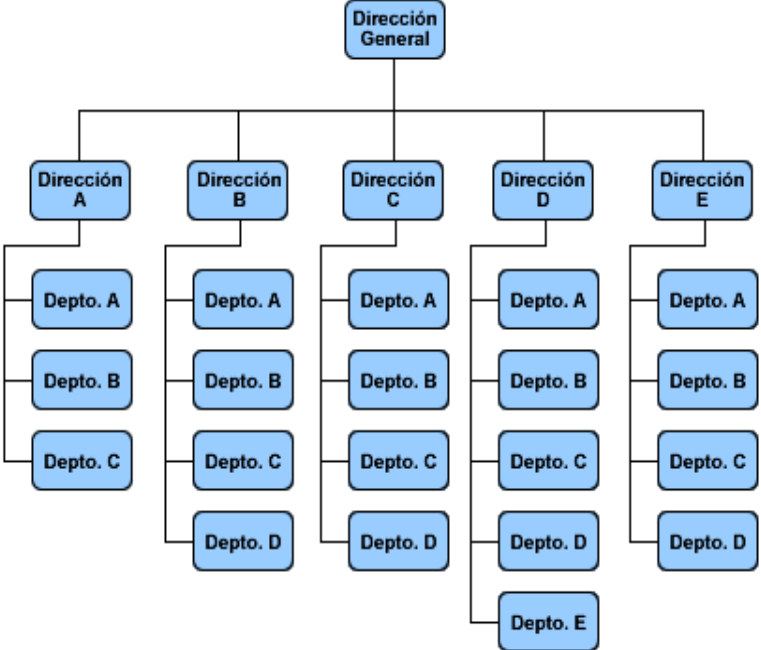 Dirección
General
Dirección
A
Dirección
B
Dirección
C
Dirección
D
Dirección
E
Depto. A
Depto. A
Depto. A
Depto. A
Depto. A
Depto. B
Depto. B
Depto. B
Depto. B
Depto. B
Depto. C
Depto. C
Depto. C
Depto. C
Depto. C
Depto. D
Depto. D
Depto. D
Depto. D
Depto. E